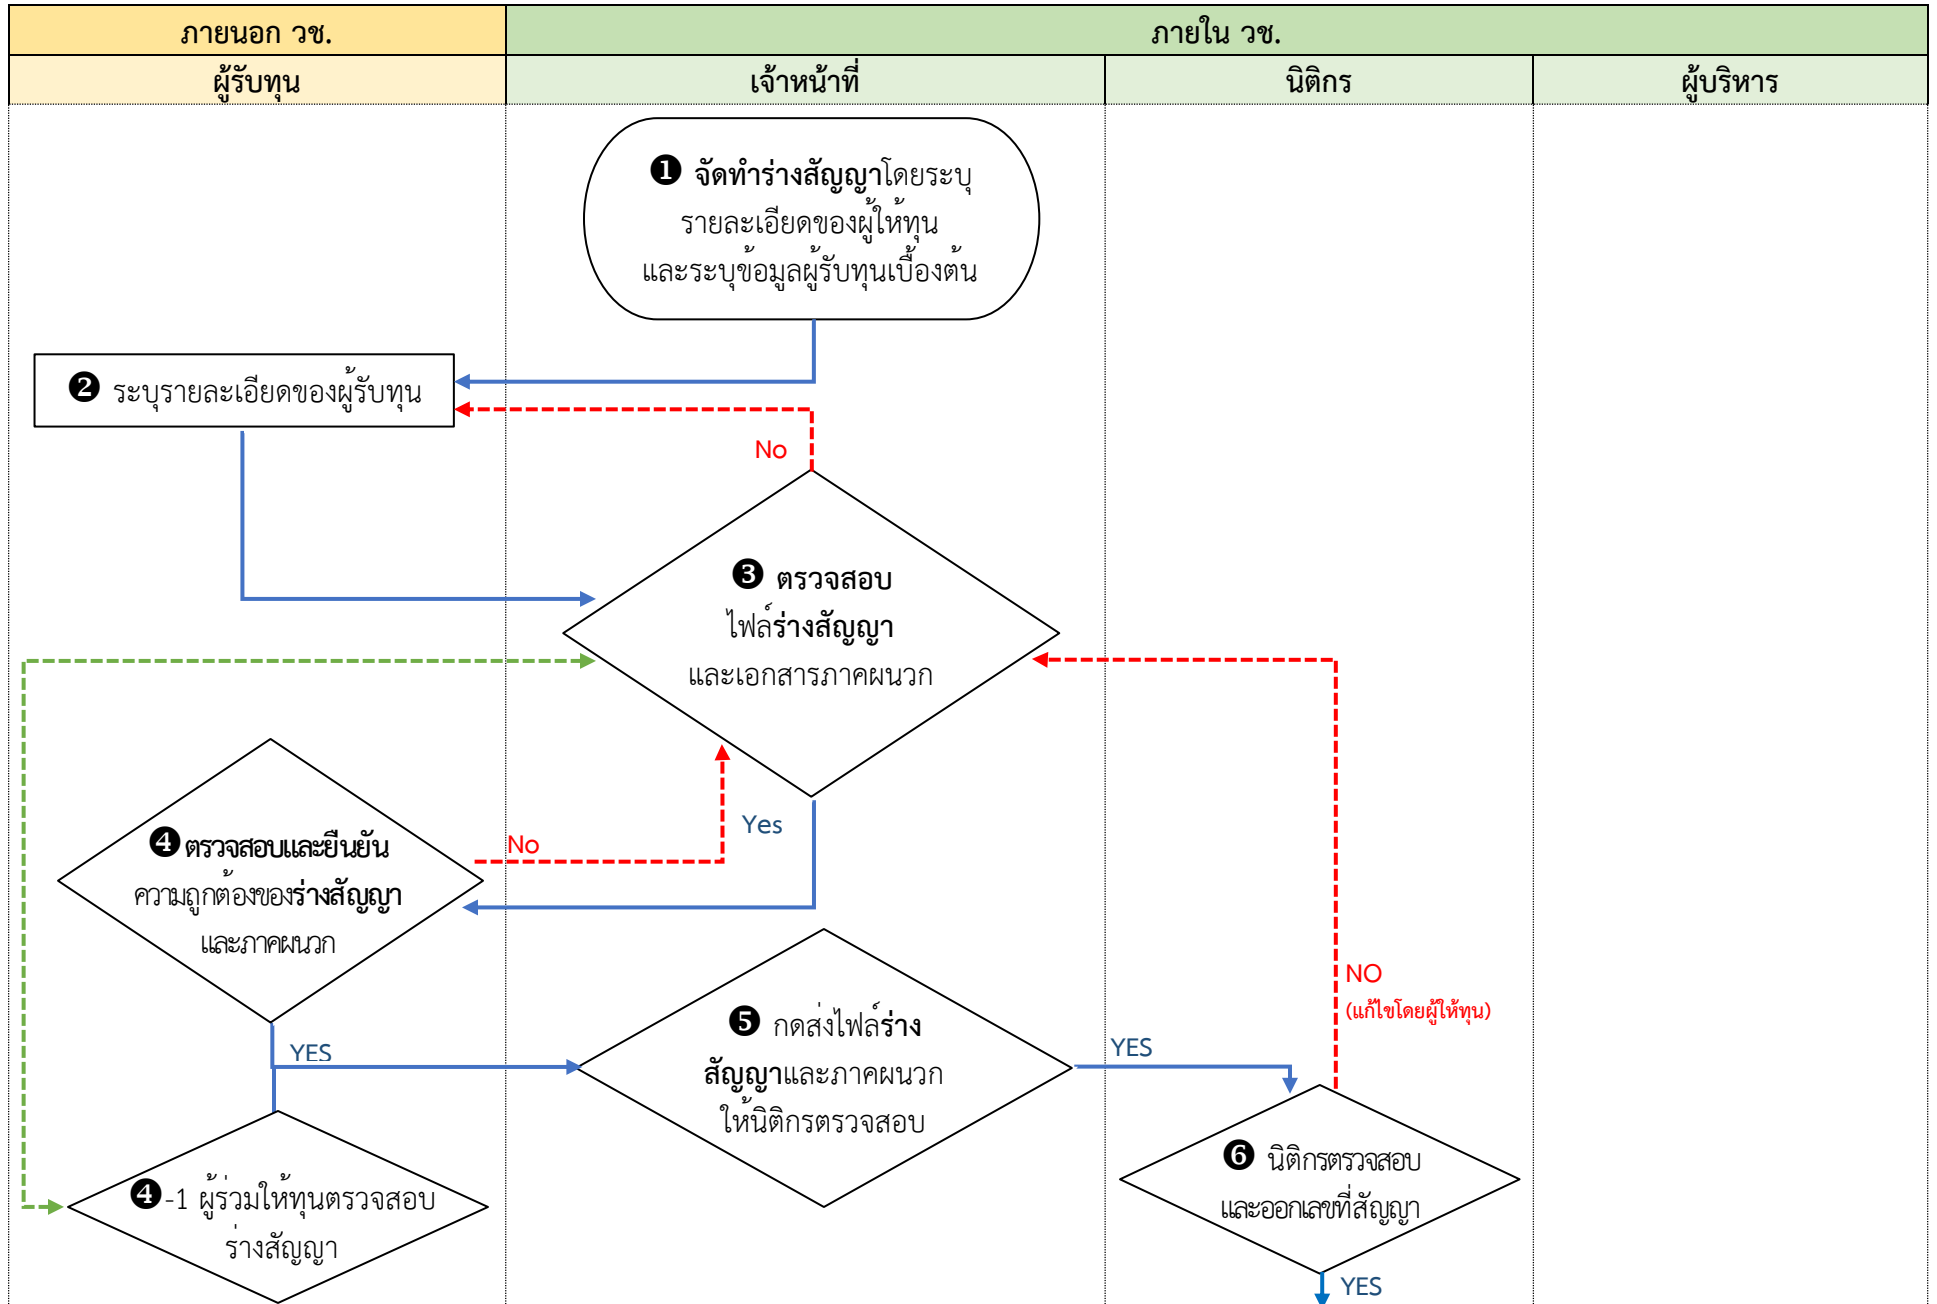 ภายนอก วช.
ภายใน วช.
ผู้รับทุน
เจ้าหน้าที่
นิติกร
ผู้บริหาร
❶ จัดทำร่างสัญญาโดยระบุ
รายละเอียดของผู้ให้ทุน
และระบุข้อมูลผู้รับทุนเบื้องต้น
❷ ระบุรายละเอียดของผู้รับทุน
No
❸ ตรวจสอบ
ไฟล์ร่างสัญญา
และเอกสารภาคผนวก
Yes
No
❹ ตรวจสอบและยืนยัน
ความถูกต้องของร่างสัญญา
และภาคผนวก
NO
(แก้ไขโดยผู้ให้ทุน)
YES
❺ กดส่งไฟล์ร่าง
สัญญาและภาคผนวก
ให้นิติกรตรวจสอบ
YES
❹-1 ผู้ร่วมให้ทุนตรวจสอบ
ร่างสัญญา
❻ นิติกรตรวจสอบ
และออกเลขที่สัญญา
YES